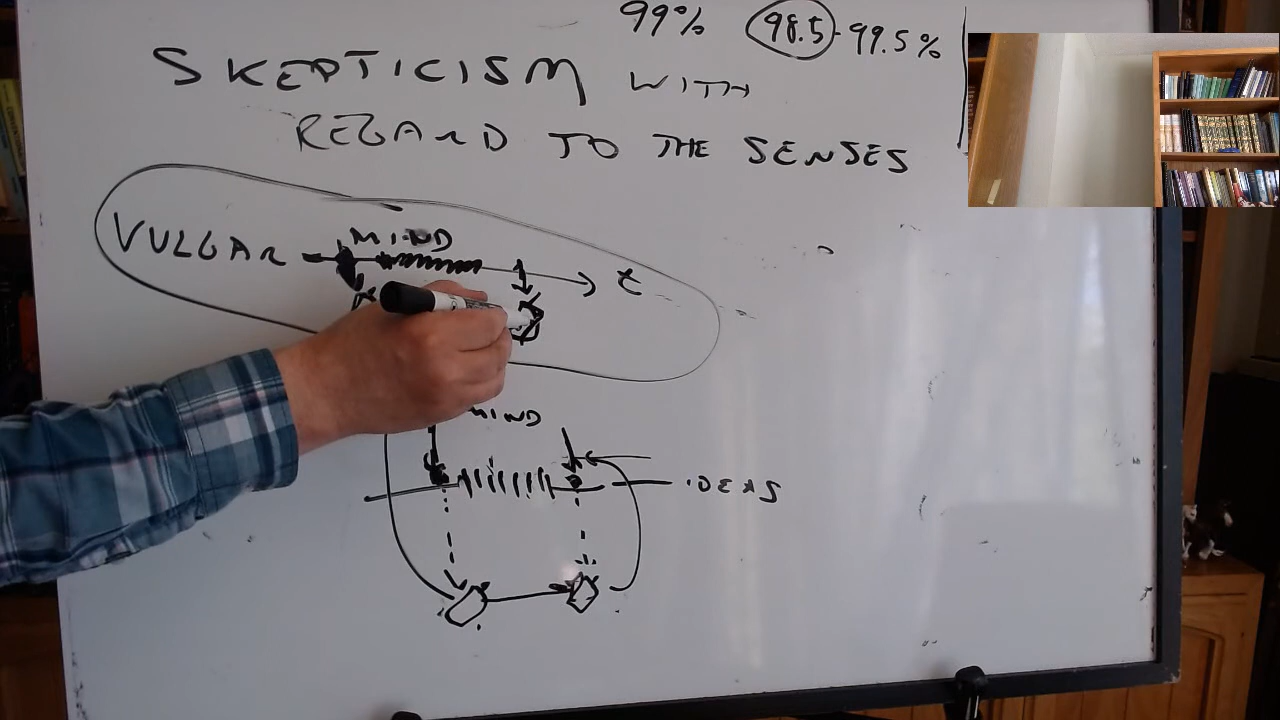 99% 98.5-99.5%
SKEPTICISM WITH
REGARD TO THE SENSES
VULGAR MIND
t
MIND
IDEAS